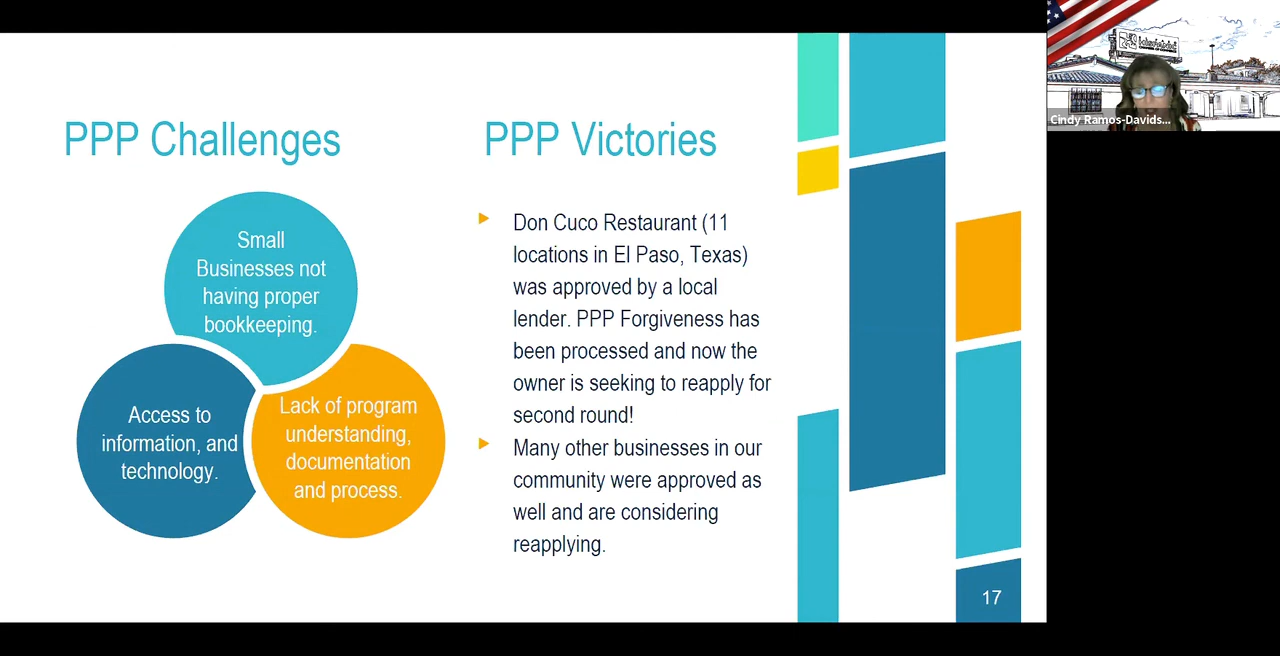 PPP Challenges
Small
Businesses not
having proper
bookkeeping.
Access to
information, and
technology.
Lack of program
understanding,
documentation
and process.
PPP Victories
Don Cuco Restaurant (11
locations in El Paso, Texas)
was approved by a local
lender. PPP Forgiveness has
been processed and now the
owner is seeking to reapply for
second round!
Many other businesses in our
community were approved as
well and are considering
reapplying.
17
Cindy Ramos-Davids...